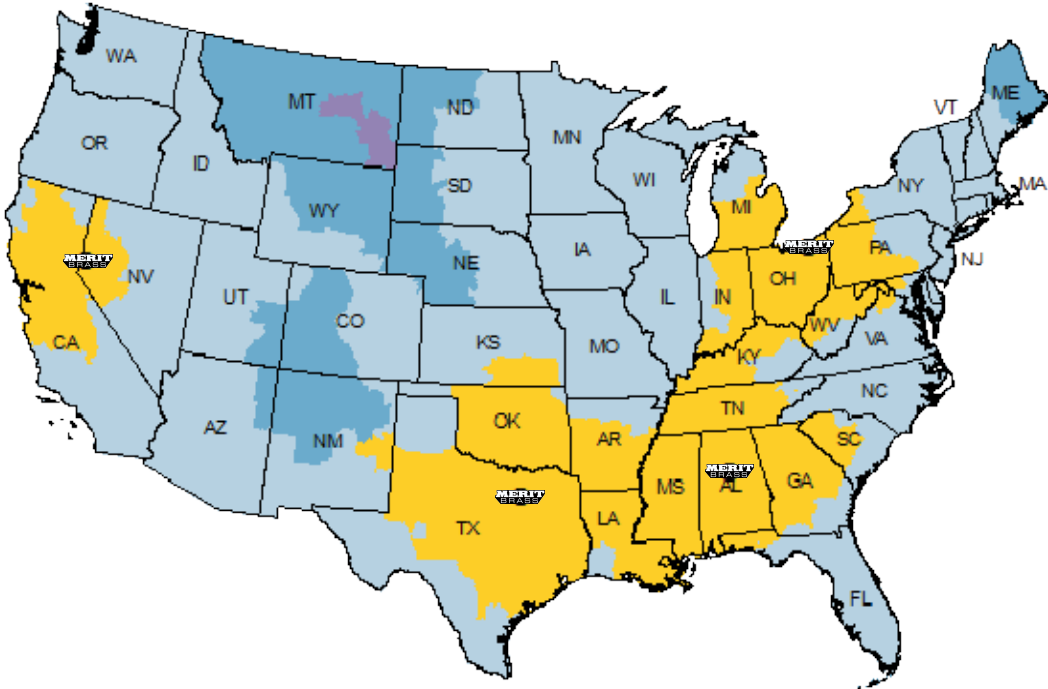 WA
MT
ND
ME
VT
OR
MN
ID
SD
WI
NY
MA
WY
MI
MERIT
BRASS
PA
MERIT
BRASS
NV
NE
IA
OH
NJ
UT
IL
IN
CO
WV
CA
KS
MO
KY
VA
NC
TN
AZ
NM
OK
AR
SC
MERIT
BRASS
MS
AL
GA
MERIT
BRASS
TX
LA
FL